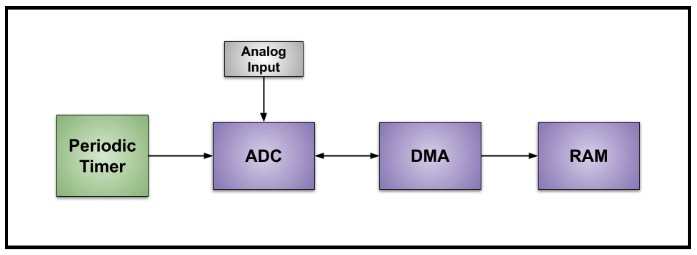 Analog
Input
Periodic
Timer
ADC
DMA
RAM